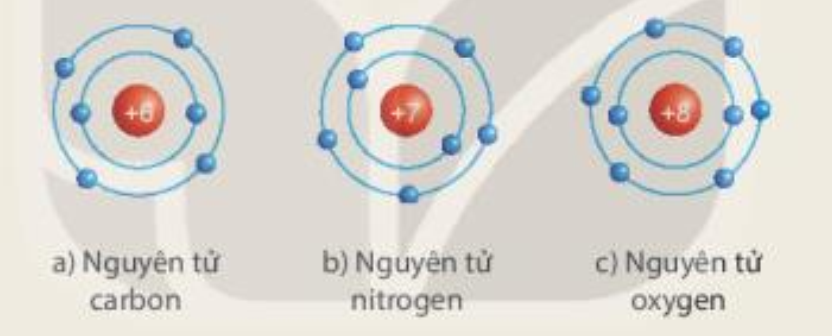 +6 +7 +8
a) Nguyên tử b) Nguyên tử c) Nguyên tử
carbon nitrogen oxygen